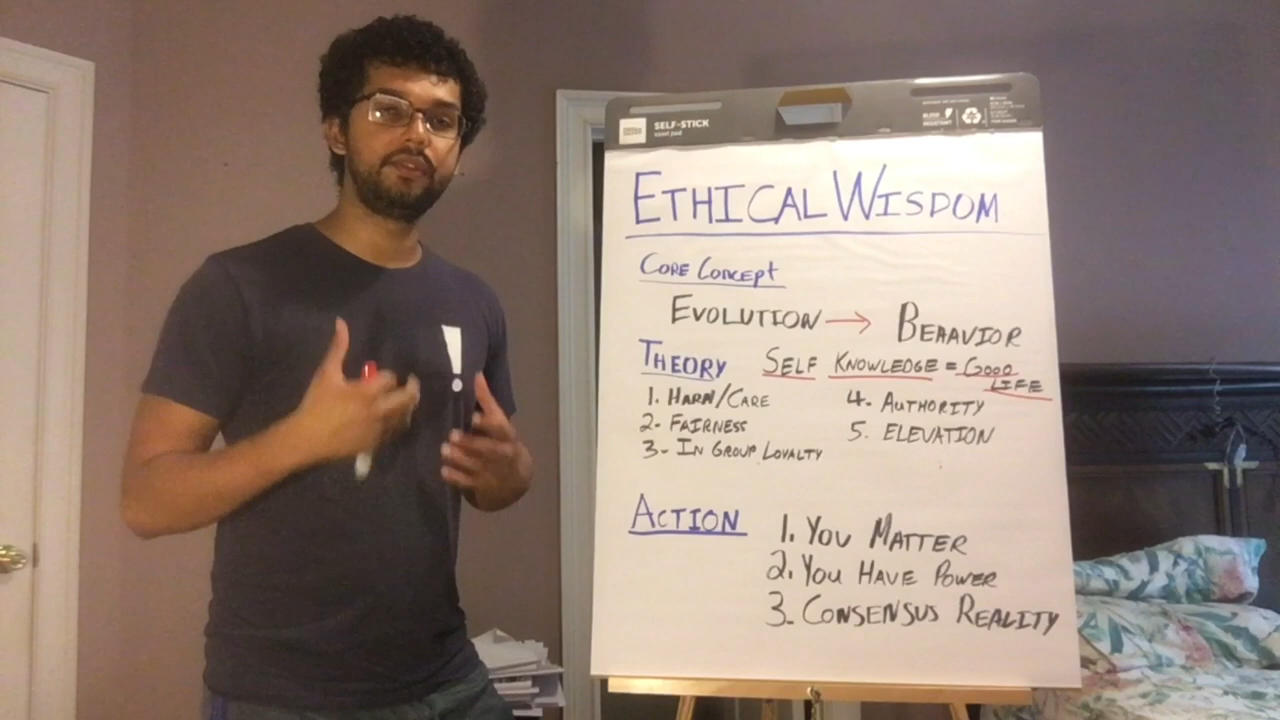 SELF-STICK
ETHICAL WISDOM
CORE CONCEPT
EVOLUTION → BEHAVIOR
THEORY SELF KNOWLEDGE = GOOD LIFE
1. HARM/CARE
2- FAIRNESS
3- IN GROUP LOYALTY
4. AUTHORITY
5. ELEVATION
ACTION
1. YOU MATTER
2. YOU HAVE POWER
3. CONSENSUS REALITY
!